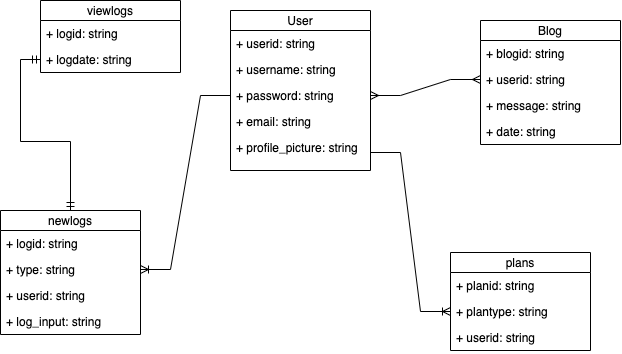 viewlogs
+ logid: string
+ logdate: string
User
+ userid: string
+ username: string
+ password: string
+ email: string
+ profile_picture: string
Blog
+ blogid: string
+ userid: string
+ message: string
+ date: string
newlogs
+ logid: string
+ type: string
+ userid: string
+ log_input: string
plans
+ planid: string
+ plantype: string
+ userid: string